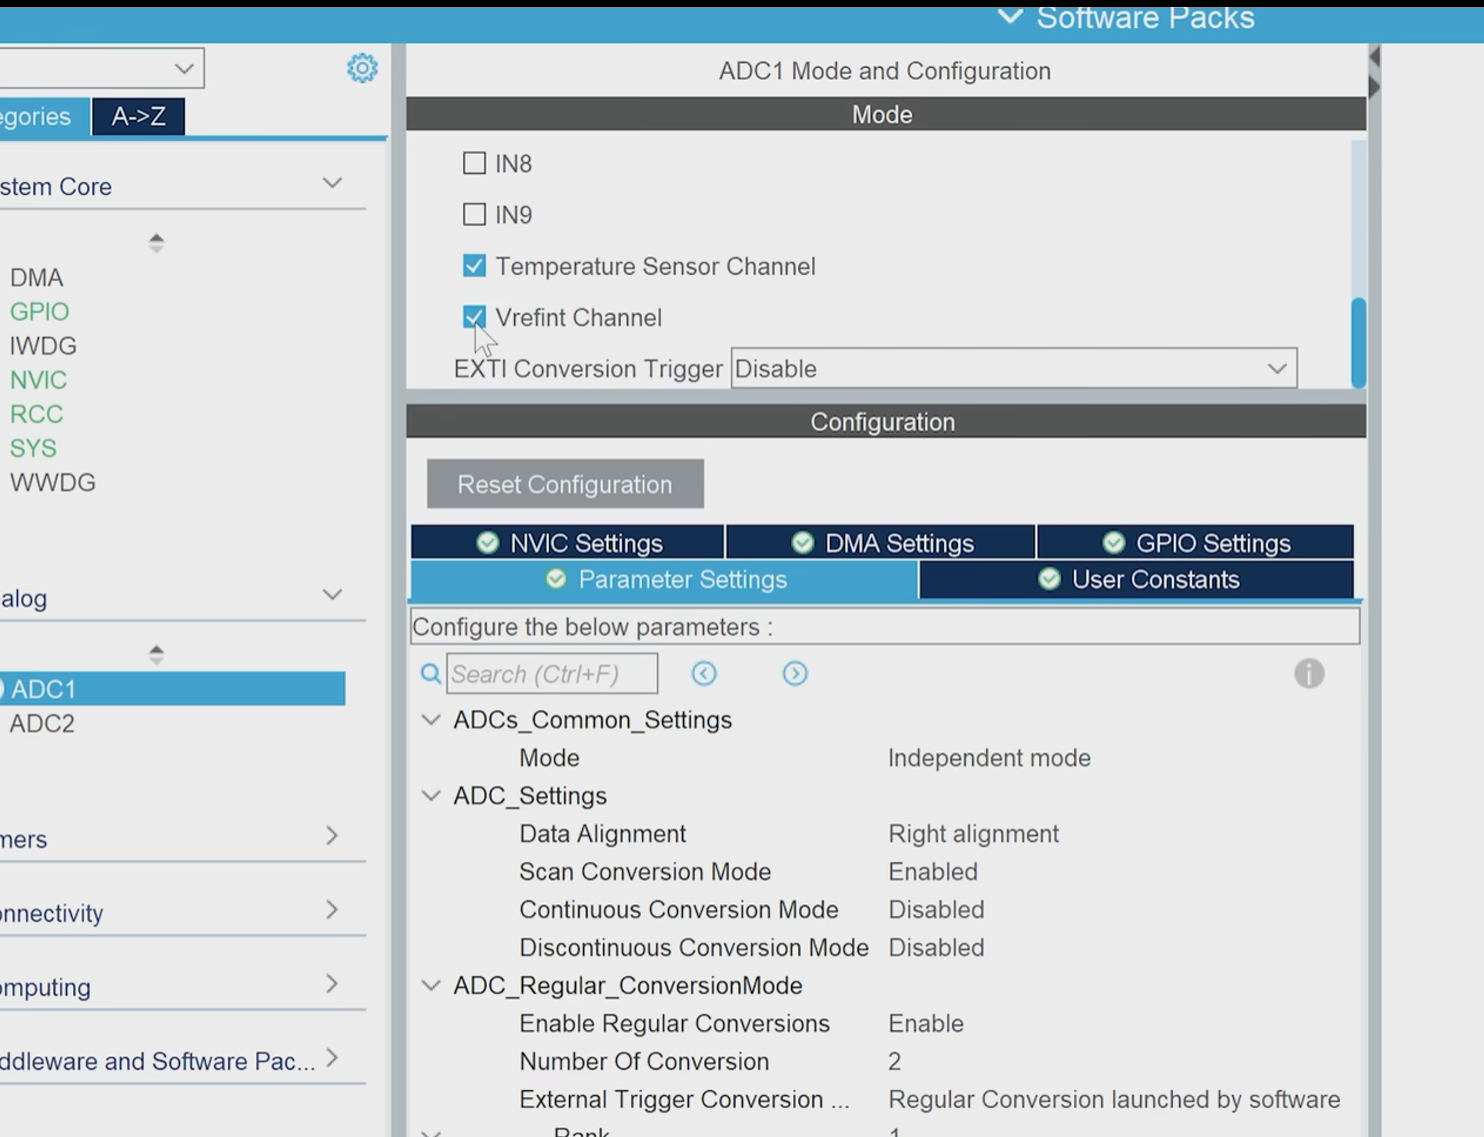 Software Packs
ADC1 Mode and Configuration
egories
A->Z
Mode
IN8
stem Core
IN9
Temperature Sensor Channel
DMA
GPIO
Vrefint Channel
IWDG
EXTI Conversion Trigger
Disable
NVIC
RCC
Configuration
SYS
WWDG
Reset Configuration
NVIC Settings
DMA Settings
GPIO Settings
Parameter Settings
User Constants
alog
Configure the below parameters :
Search (Ctrl+F)
ADC1
ADC2
ADCs_Common_Settings
Mode Independent mode
ADC_Settings
Data Alignment Right alignment
mers
Scan Conversion Mode Enabled
Continuous Conversion Mode Disabled
onnectivity
Discontinuous Conversion Mode Disabled
omputing
ADC_Regular_ConversionMode
Enable Regular Conversions Enable
ddleware and Software Pac...
Number Of Conversion 2
External Trigger Conversion ... Regular Conversion launched by software
Rank 1